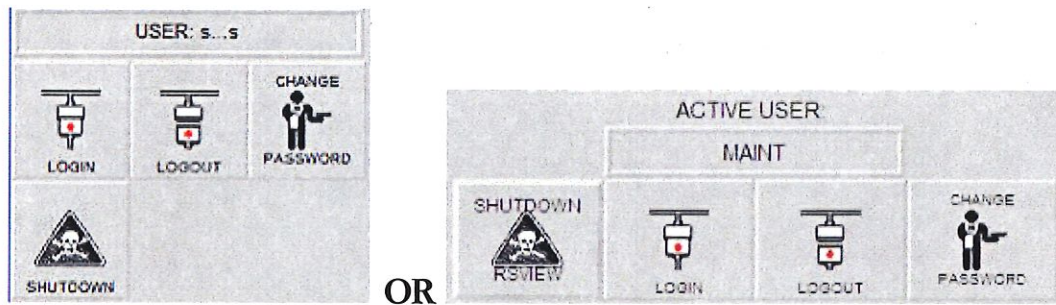 USER: s...s
LOGIN
LOGOUT
CHANGE
PASSWORD
SHUTDOWN
OR
ACTIVE USER:
MAINT
SHUTDOWN
RSVIEW
LOGIN
LOGOUT
CHANGE
PASSWORD